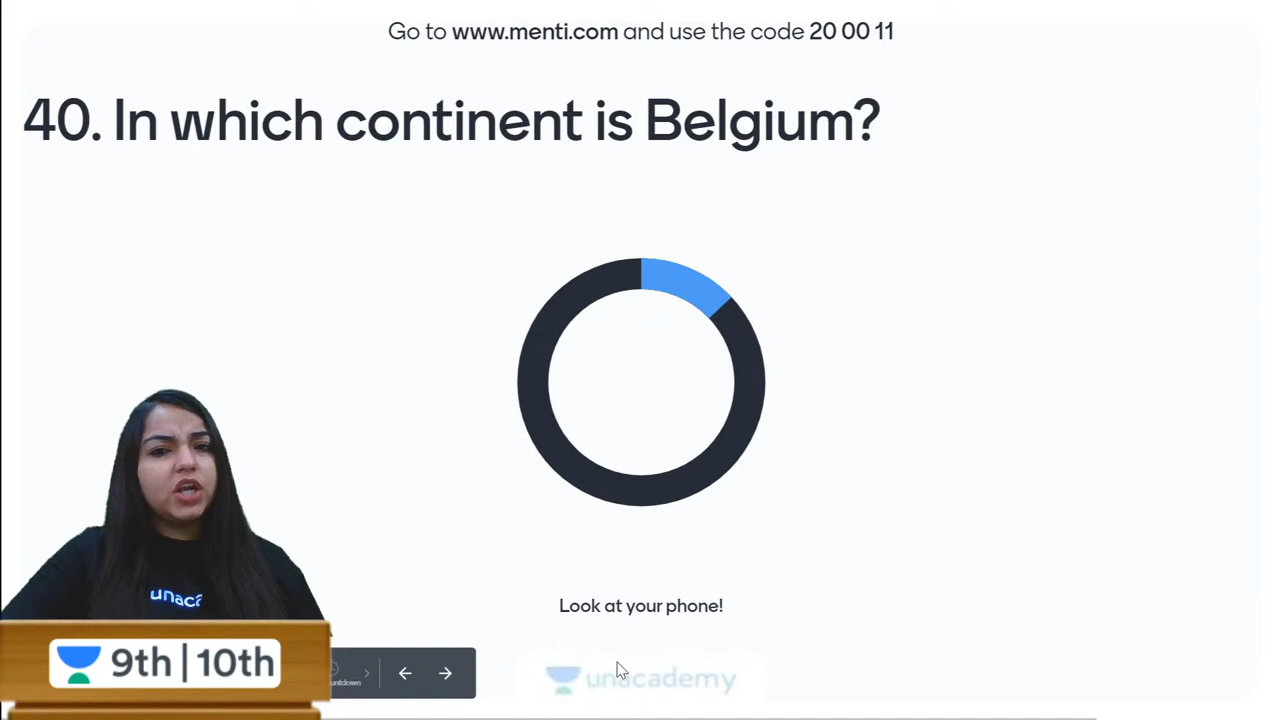 Go to www.menti.com and use the code 20 00 11
40. In which continent is Belgium?
Look at your phone!
unaca
9th | 10th
unacademy